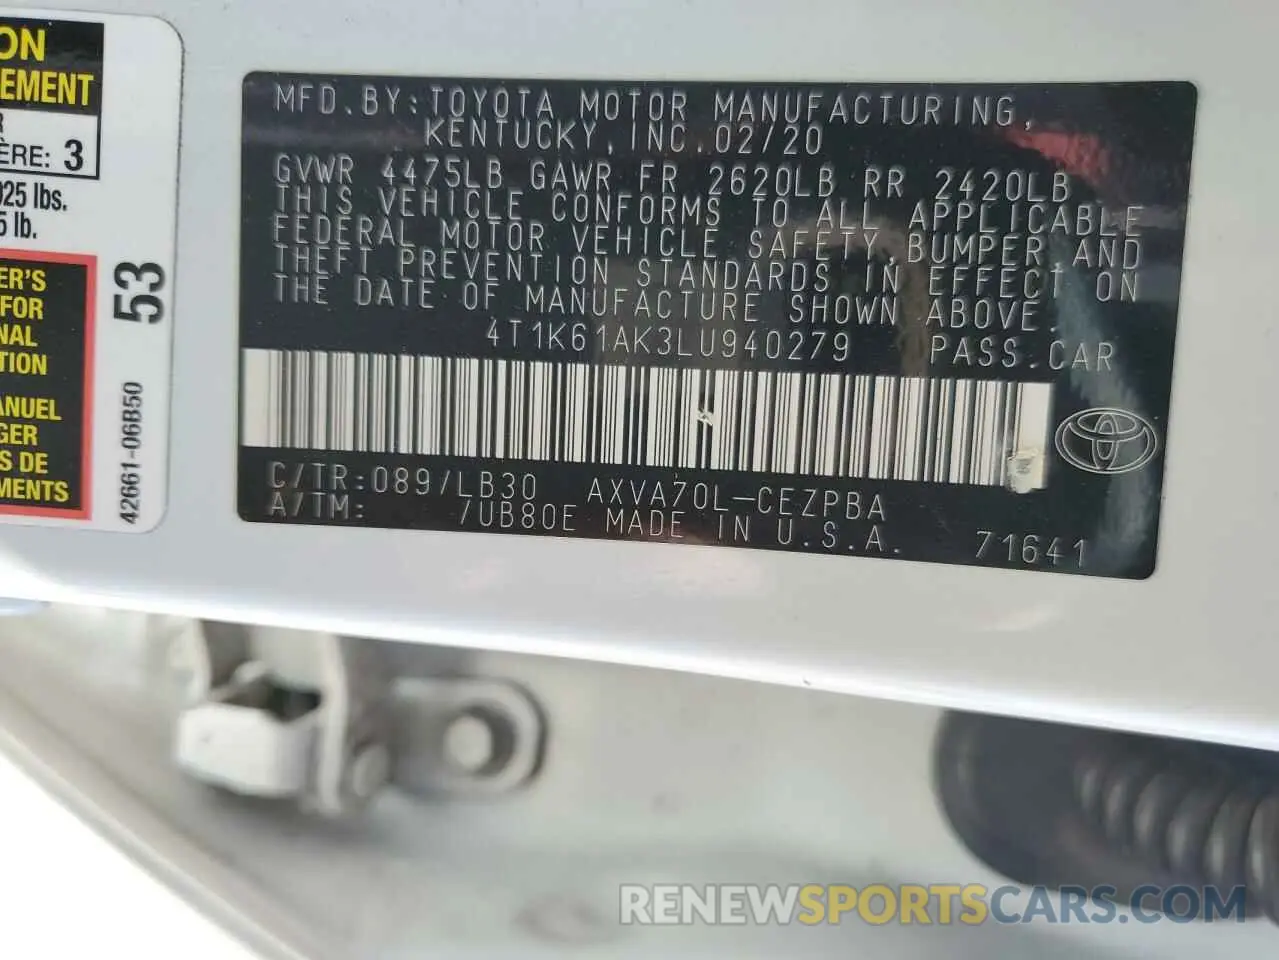 ON
EMENT
R
ÈRE: 3
925 lbs.
5 lb.
ER'S
FOR
NAL
TION
ANUEL
GER
S DE
MENTS
53
42661-06B50
MFD.BY:TOYOTA MOTOR MANUFACTURING,
KENTUCKY,INC.02/20
GVWR 4475LB GAWR FR 2620LB RR 2420LB
THIS VEHICLE CONFORMS TO ALL APPLICABLE
FEDERAL MOTOR VEHICLE SAFETY,BUMPER AND
THEFT PREVENTION STANDARDS IN EFFECT ON
THE DATE OF MANUFACTURE SHOWN ABOVE.
4T1K61AK3LU940279 PASS.CAR
C/TR:089/LB30 AXVA70L-CEZPBA
A/TM: /UB80E MADE IN U.S.A. 71641
RENEWSPORTSCARS.COM